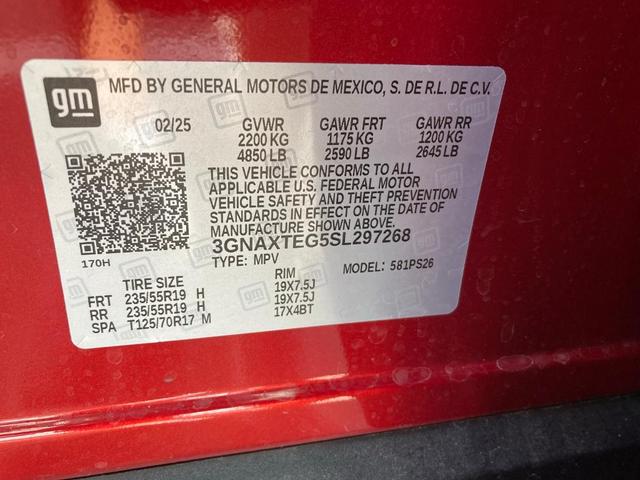 gm
MFD BY GENERAL MOTORS DE MEXICO, S. DE R.L. DE C.V.
02/25 GVWR GAWR FRT GAWR RR
2200 KG 1175 KG 1200 KG
4850 LB 2590 LB 2645 LB
THIS VEHICLE CONFORMS TO ALL
APPLICABLE U.S. FEDERAL MOTOR
VEHICLE SAFETY AND THEFT PREVENTION
STANDARDS IN EFFECT ON THE DATE OF
MANUFACTURE SHOWN ABOVE.
3GNAXTEG5SL297268
170H
TYPE: MPV MODEL: 581PS26
TIRE SIZE RIM
FRT 235/55R19 H 19X7.5J
RR 235/55R19 H 19X7.5J
SPA T125/70R17 M 17X4BT